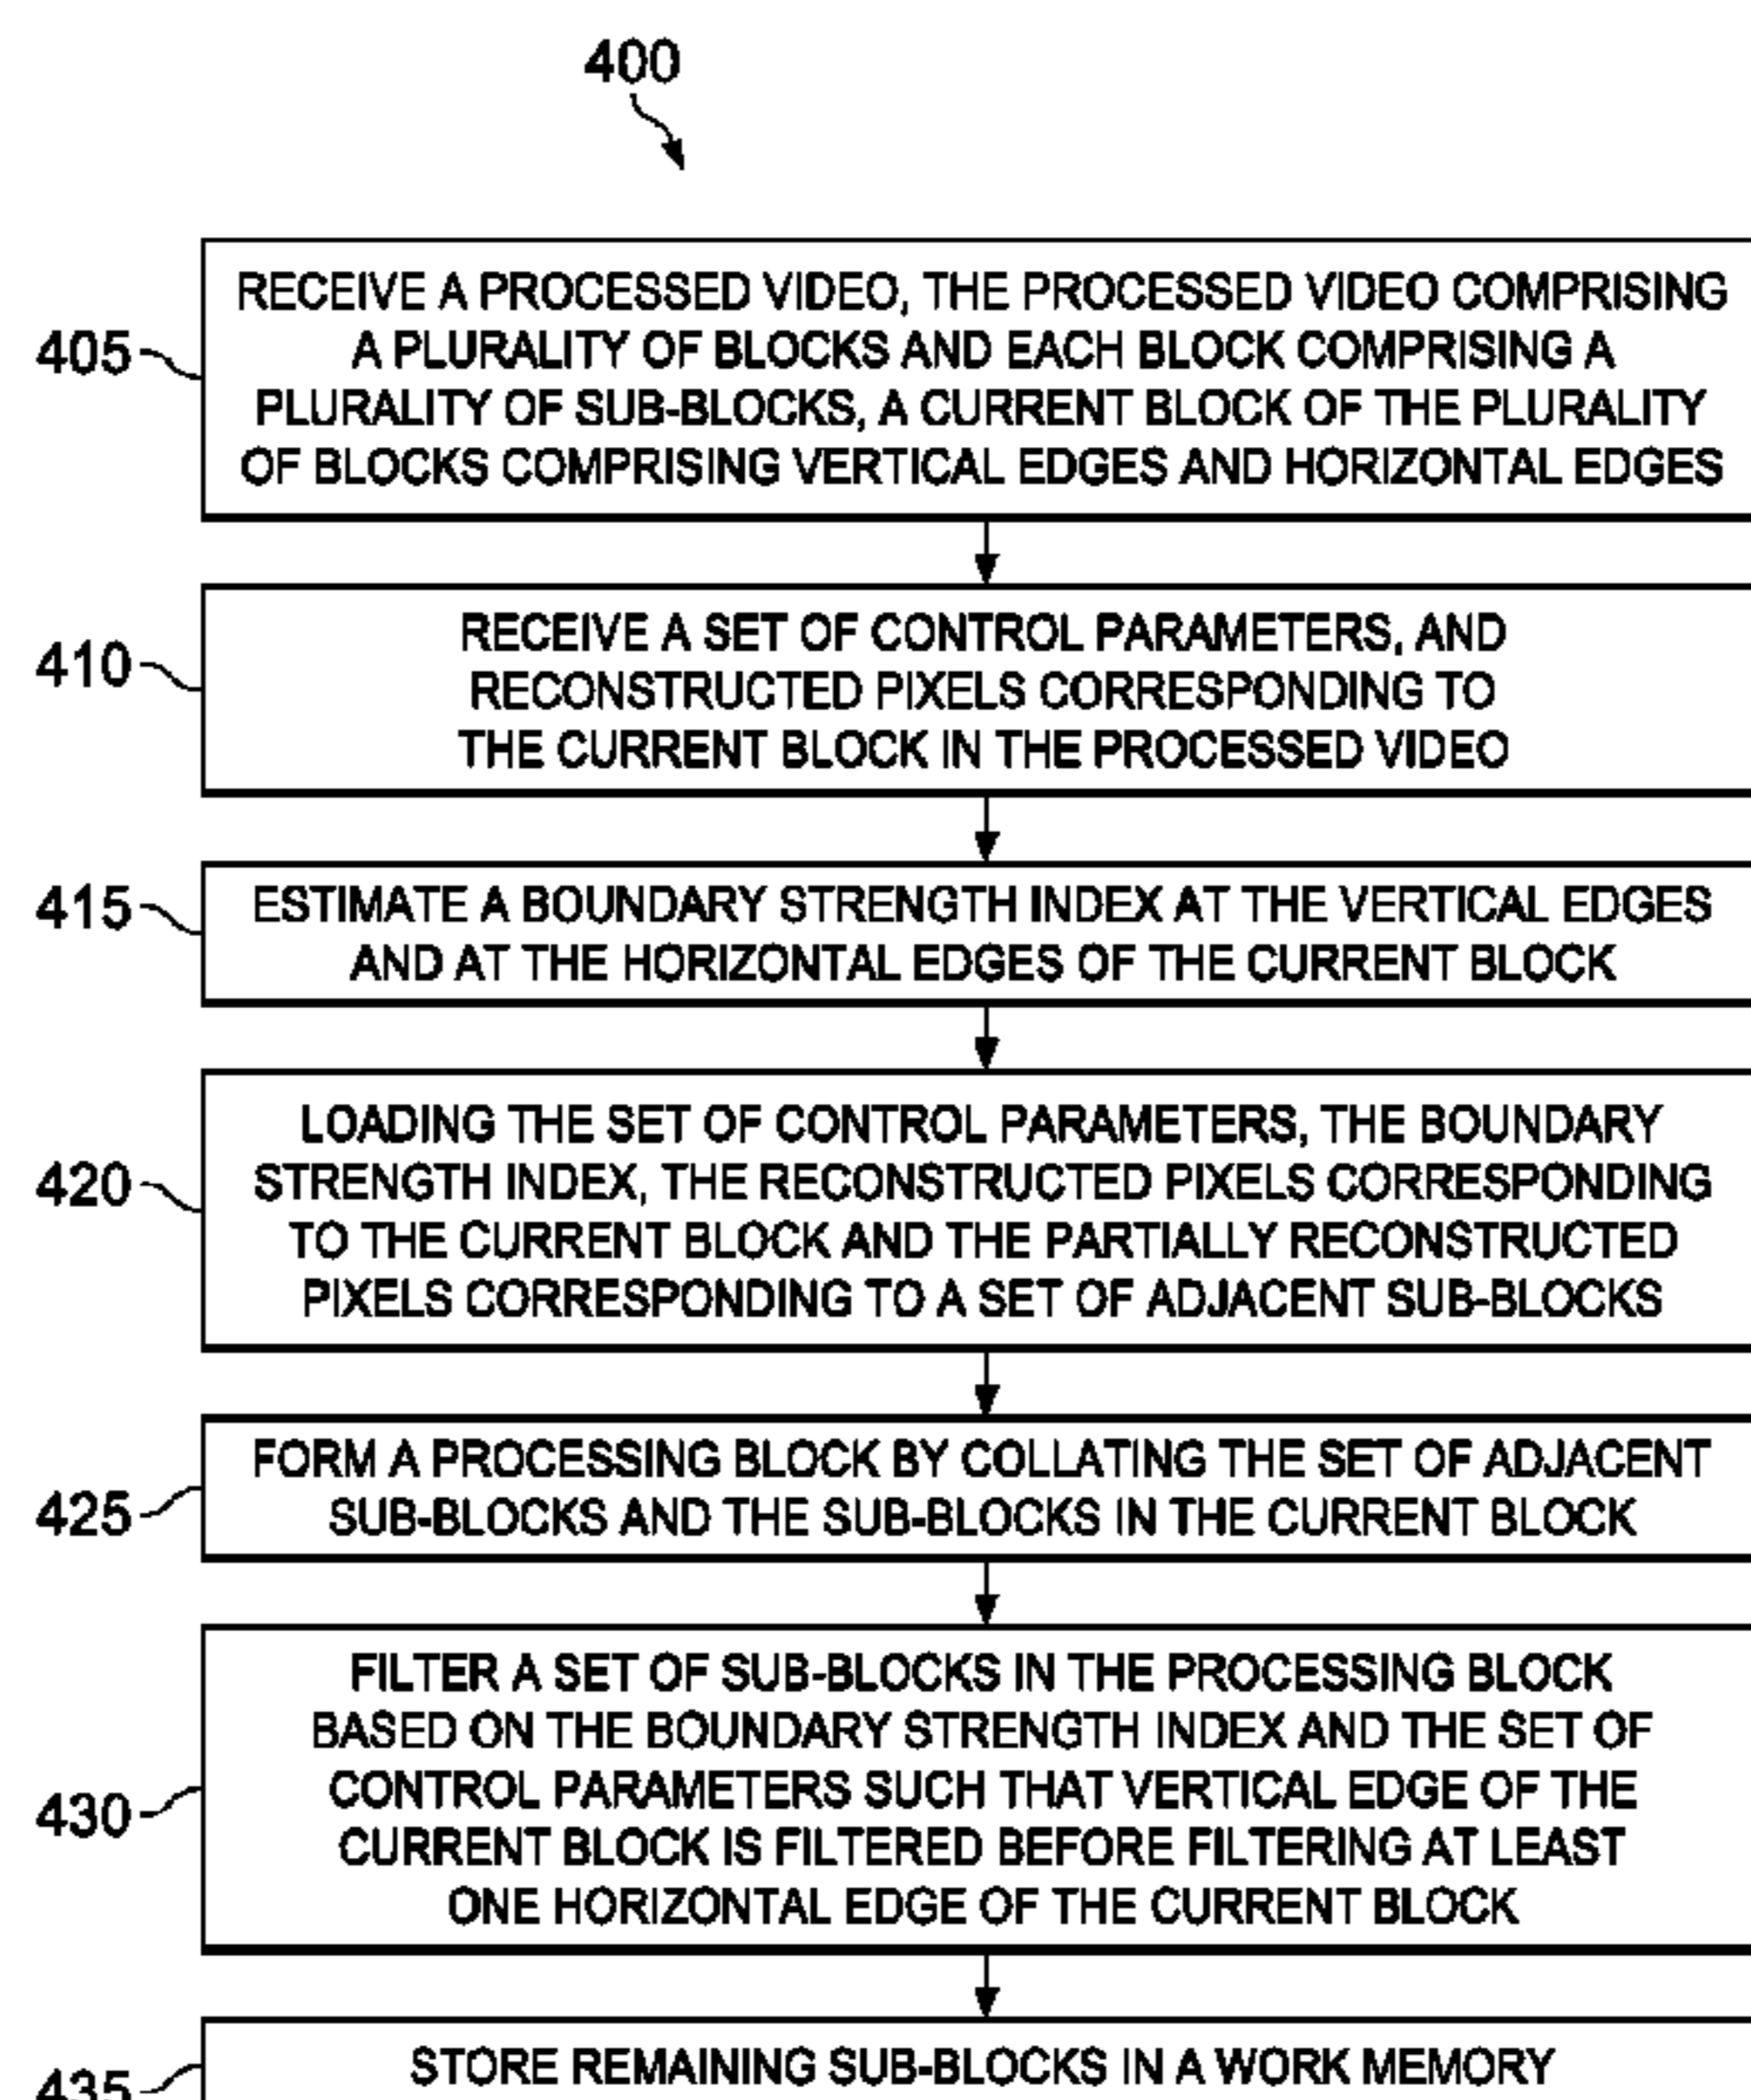 400
405
RECEIVE A PROCESSED VIDEO, THE PROCESSED VIDEO COMPRISING
A PLURALITY OF BLOCKS AND EACH BLOCK COMPRISING A
PLURALITY OF SUB-BLOCKS, A CURRENT BLOCK OF THE PLURALITY
OF BLOCKS COMPRISING VERTICAL EDGES AND HORIZONTAL EDGES
410
RECEIVE A SET OF CONTROL PARAMETERS, AND
RECONSTRUCTED PIXELS CORRESPONDING TO
THE CURRENT BLOCK IN THE PROCESSED VIDEO
415
ESTIMATE A BOUNDARY STRENGTH INDEX AT THE VERTICAL EDGES
AND AT THE HORIZONTAL EDGES OF THE CURRENT BLOCK
420
LOADING THE SET OF CONTROL PARAMETERS, THE BOUNDARY
STRENGTH INDEX, THE RECONSTRUCTED PIXELS CORRESPONDING
TO THE CURRENT BLOCK AND THE PARTIALLY RECONSTRUCTED
PIXELS CORRESPONDING TO A SET OF ADJACENT SUB-BLOCKS
425
FORM A PROCESSING BLOCK BY COLLATING THE SET OF ADJACENT
SUB-BLOCKS AND THE SUB-BLOCKS IN THE CURRENT BLOCK
430
FILTER A SET OF SUB-BLOCKS IN THE PROCESSING BLOCK
BASED ON THE BOUNDARY STRENGTH INDEX AND THE SET OF
CONTROL PARAMETERS SUCH THAT VERTICAL EDGE OF THE
CURRENT BLOCK IS FILTERED BEFORE FILTERING AT LEAST
ONE HORIZONTAL EDGE OF THE CURRENT BLOCK
435
STORE REMAINING SUB-BLOCKS IN A WORK MEMORY